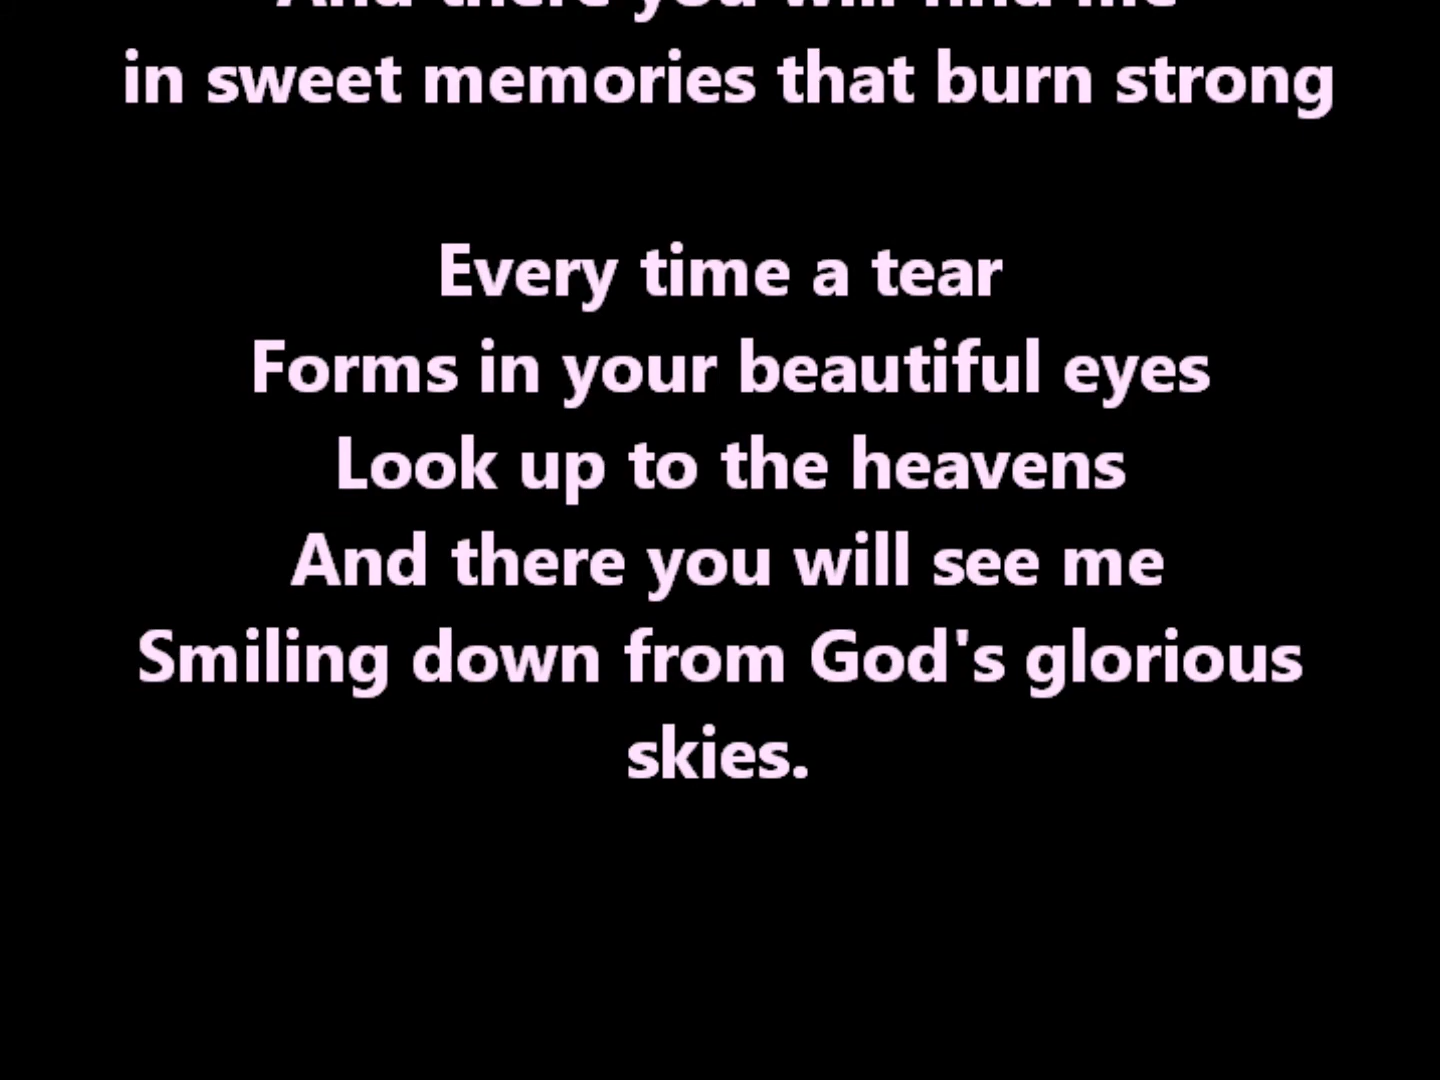 And there you will find me
in sweet memories that burn strong
Every time a tear
Forms in your beautiful eyes
Look up to the heavens
And there you will see me
Smiling down from God's glorious
skies.